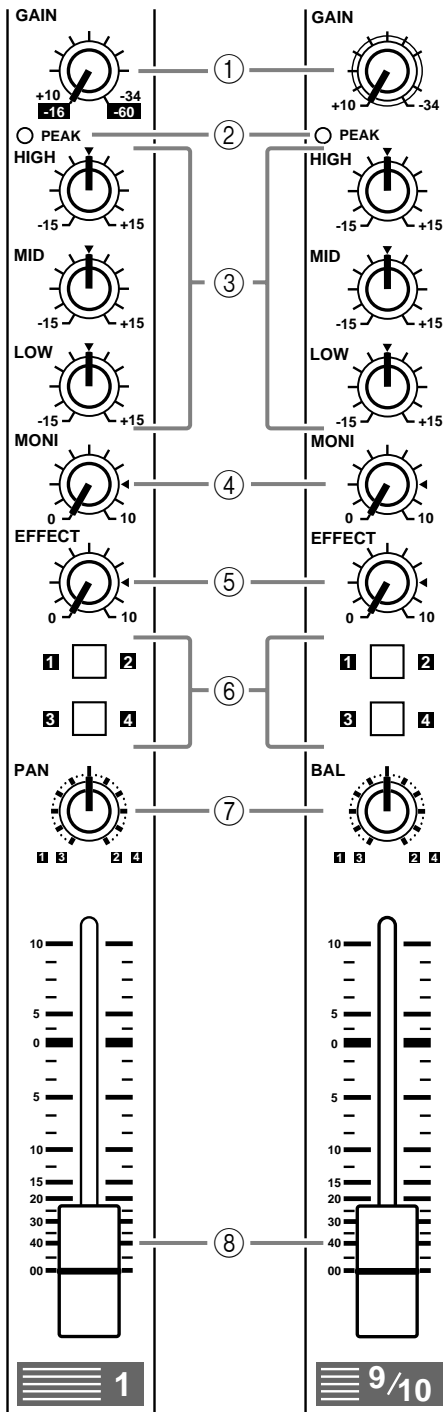 GAIN GAIN
①
+10 -34 +10 -34
-16 -60
PEAK ② PEAK
HIGH HIGH
-15 +15 -15 +15
MID ③ MID
-15 +15 -15 +15
LOW LOW
-15 +15 -15 +15
MONI MONI
④
0 10 0 10
EFFECT EFFECT
⑤
0 10 0 10
1 2 1 2
⑥
3 4 3 4
PAN BAL
⑦
1 3 2 4 1 3 2 4
10 10
5 5
0 0
5 5
10 10
15 15
20 20
30 30
40 ⑧ 40
00 00
1 9/10